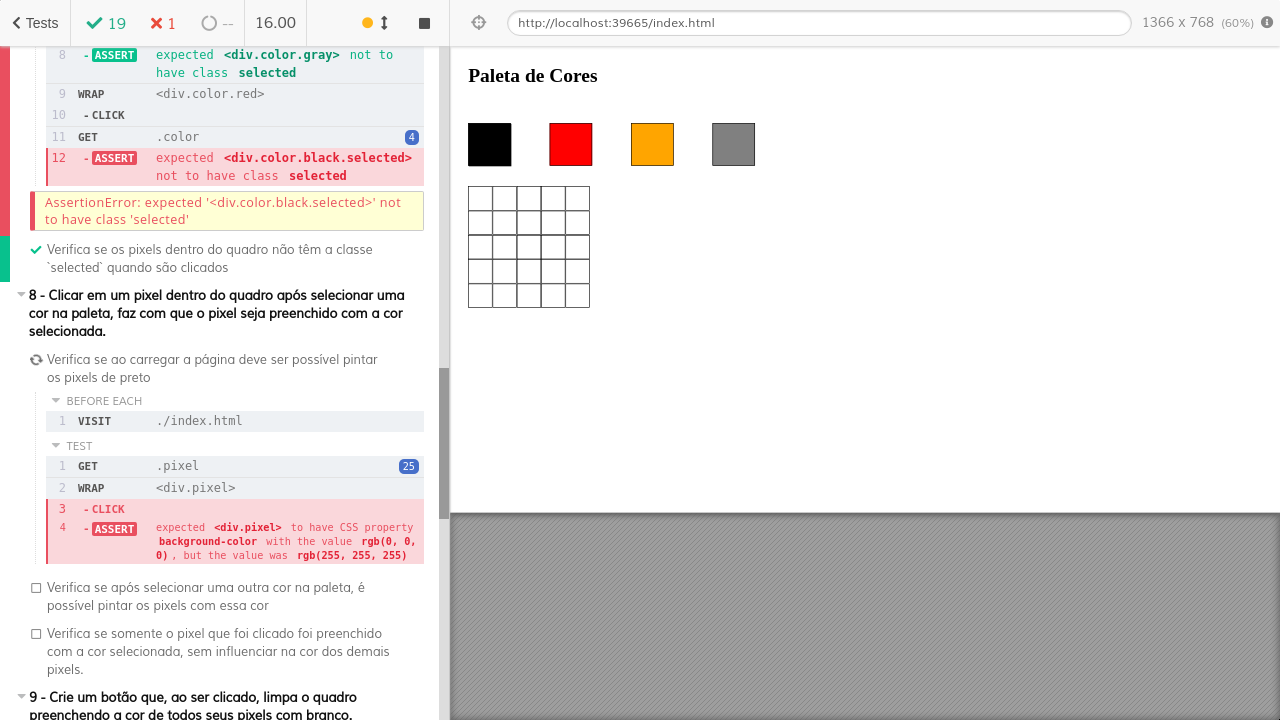 Tests 19 1 -- 16.00 http://localhost:39665/index.html 1366 x 768 (60%)
8 - ASSERT expected <div.color.gray> not to
have class selected
9 WRAP <div.color.red>
10 - CLICK
11 GET .color 4
12 - ASSERT expected <div.color.black.selected>
not to have class selected
AssertionError: expected '<div.color.black.selected>' not
to have class 'selected'
Verifica se os pixels dentro do quadro não têm a classe
`selected` quando são clicados
8 - Clicar em um pixel dentro do quadro após selecionar uma
cor na paleta, faz com que o pixel seja preenchido com a cor
selecionada.
Verifica se ao carregar a página deve ser possível pintar
os pixels de preto
BEFORE EACH
1 VISIT ./index.html
TEST
1 GET .pixel 25
2 WRAP <div.pixel>
3 - CLICK
4 - ASSERT expected <div.pixel> to have CSS property
background-color with the value rgb(0, 0,
0), but the value was rgb(255, 255, 255)
Verifica se após selecionar uma outra cor na paleta, é
possível pintar os pixels com essa cor
Verifica se somente o pixel que foi clicado foi preenchido
com a cor selecionada, sem influenciar na cor dos demais
pixels.
9 - Crie um botão que, ao ser clicado, limpa o quadro
preenchendo a cor de todos seus pixels com branco.
Paleta de Cores